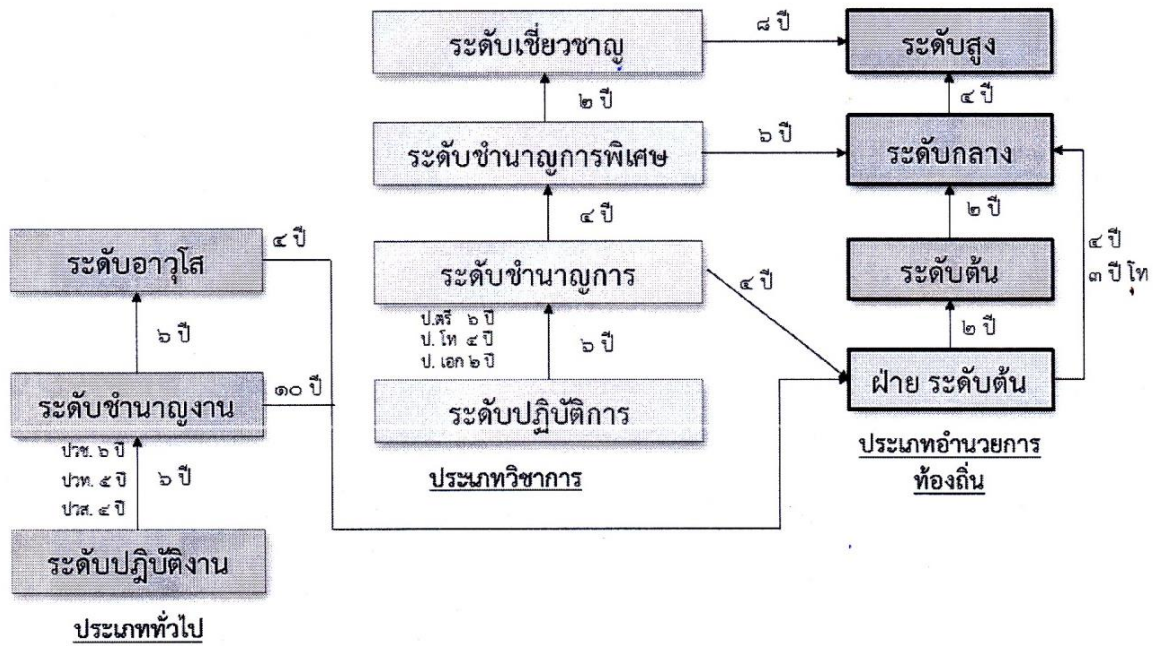 ระดับเชี่ยวชาญ
๘ ปี
ระดับสูง
๒ ปี
๔ ปี
ระดับชำนาญการพิเศษ
๖ ปี
ระดับกลาง
๔ ปี
๒ ปี
ระดับอาวุโส
๔ ปี
ระดับชำนาญการ
๔ ปี
ระดับต้น
๔ ปี
๓ ปี โท
๖ ปี
ป.ตรี ๖ ปี
ป. โท ๔ ปี
ป. เอก ๒ ปี
๖ ปี
๒ ปี
ระดับชำนาญงาน
๑๐ ปี
ระดับปฏิบัติการ
ฝ่าย ระดับต้น
ปวช. ๖ ปี
ปวท. ๕ ปี
ปวส. ๔ ปี
๖ ปี
ประเภทวิชาการ
ประเภทอำนวยการ
ท้องถิ่น
ระดับปฏิบัติงาน
ประเภททั่วไป